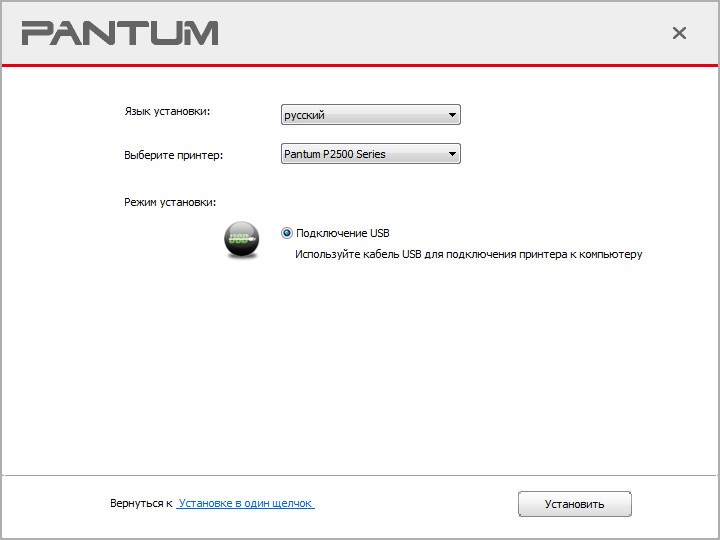 PANTUM
Язык установки: русский
Выберите принтер: Pantum P2500 Series
Режим установки:
USB
Подключение USB
Используйте кабель USB для подключения принтера к компьютеру
Вернуться к Установке в один щелчок
Установить